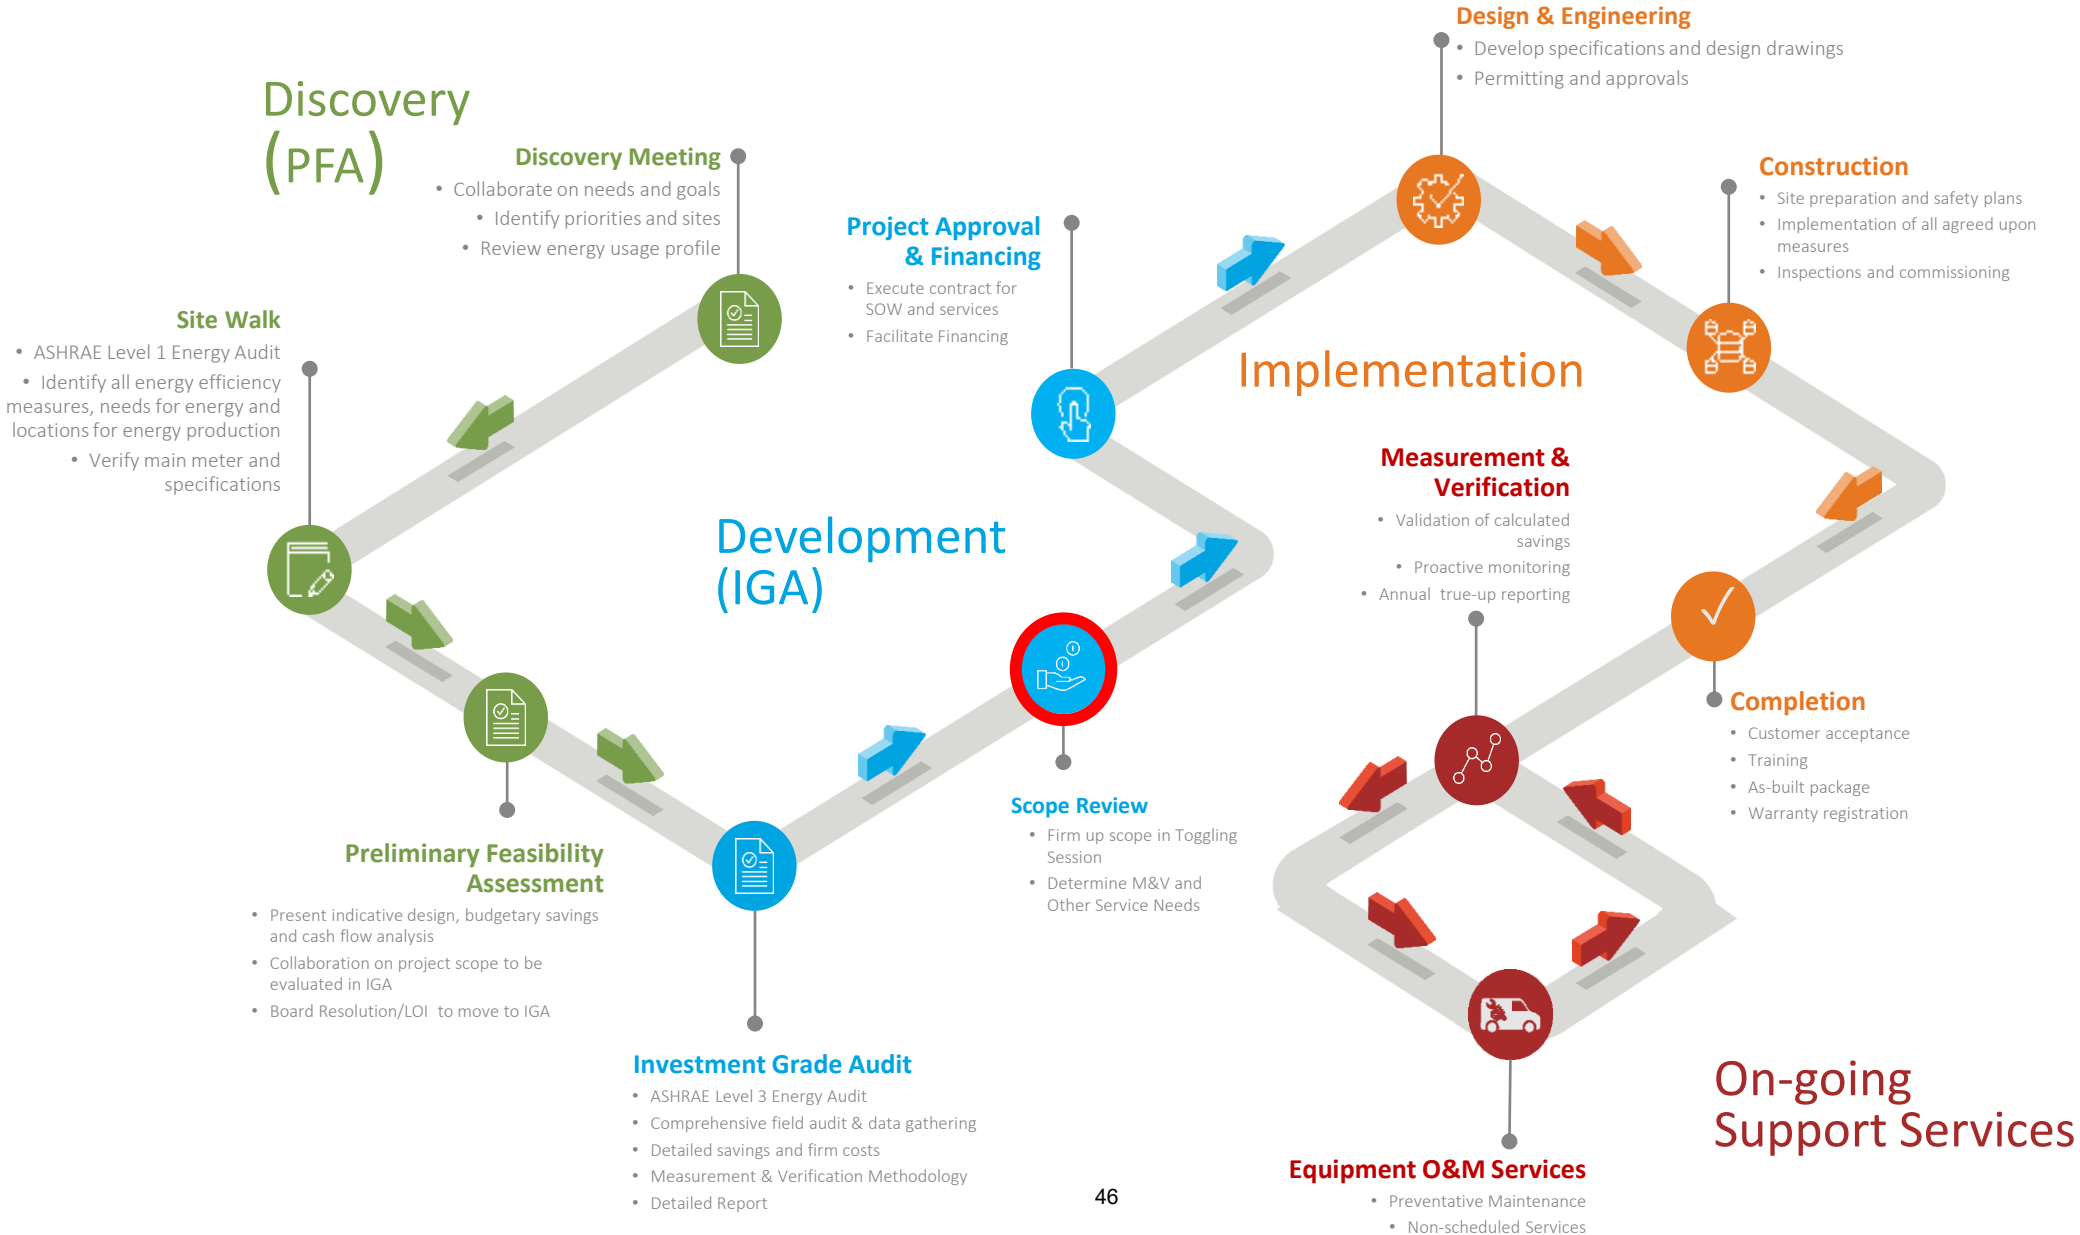 Discovery
(PFA)
Discovery Meeting
• Collaborate on needs and goals
• Identify priorities and sites
• Review energy usage profile
Site Walk
• ASHRAE Level 1 Energy Audit
• Identify all energy efficiency
measures, needs for energy and
locations for energy production
• Verify main meter and
specifications
Preliminary Feasibility
Assessment
• Present indicative design, budgetary savings
and cash flow analysis
• Collaboration on project scope to be
evaluated in IGA
• Board Resolution/LOI to move to IGA
Development
(IGA)
Investment Grade Audit
• ASHRAE Level 3 Energy Audit
• Comprehensive field audit & data gathering
• Detailed savings and firm costs
• Measurement & Verification Methodology
• Detailed Report
Scope Review
• Firm up scope in Toggling
Session
• Determine M&V and
Other Service Needs
Project Approval
& Financing
• Execute contract for
SOW and services
• Facilitate Financing
Implementation
Design & Engineering
• Develop specifications and design drawings
• Permitting and approvals
Construction
• Site preparation and safety plans
• Implementation of all agreed upon
measures
• Inspections and commissioning
Completion
• Customer acceptance
• Training
• As-built package
• Warranty registration
Measurement &
Verification
• Validation of calculated
savings
• Proactive monitoring
• Annual true-up reporting
On-going
Support Services
Equipment O&M Services
• Preventative Maintenance
• Non-scheduled Services
46